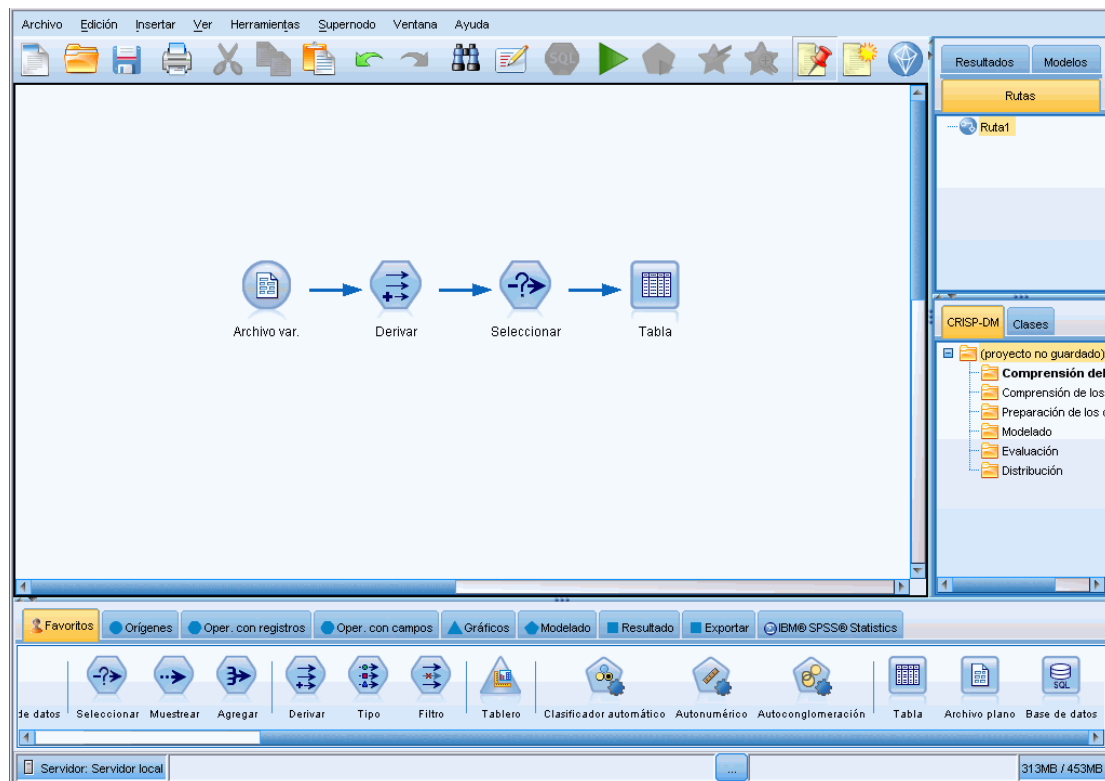 Archivo Edición Insertar Ver Herramientas Supernodo Ventana Ayuda
SQL
Resultados Modelos
Rutas
Ruta1
Archivo var. Derivar Seleccionar Tabla
CRISP-DM Clases
(proyecto no guardado)
Comprensión del
Comprensión de los
Preparación de los
Modelado
Evaluación
Distribución
Favoritos Orígenes Oper. con registros Oper. con campos Gráficos Modelado Resultado Exportar IBM® SPSS® Statistics
SQL
de datos Seleccionar Muestrear Agregar Derivar Tipo Filtro Tablero Clasificador automático Autonumérico Autoconglomeración Tabla Archivo plano Base de datos
Servidor: Servidor local ... 313MB / 453MB